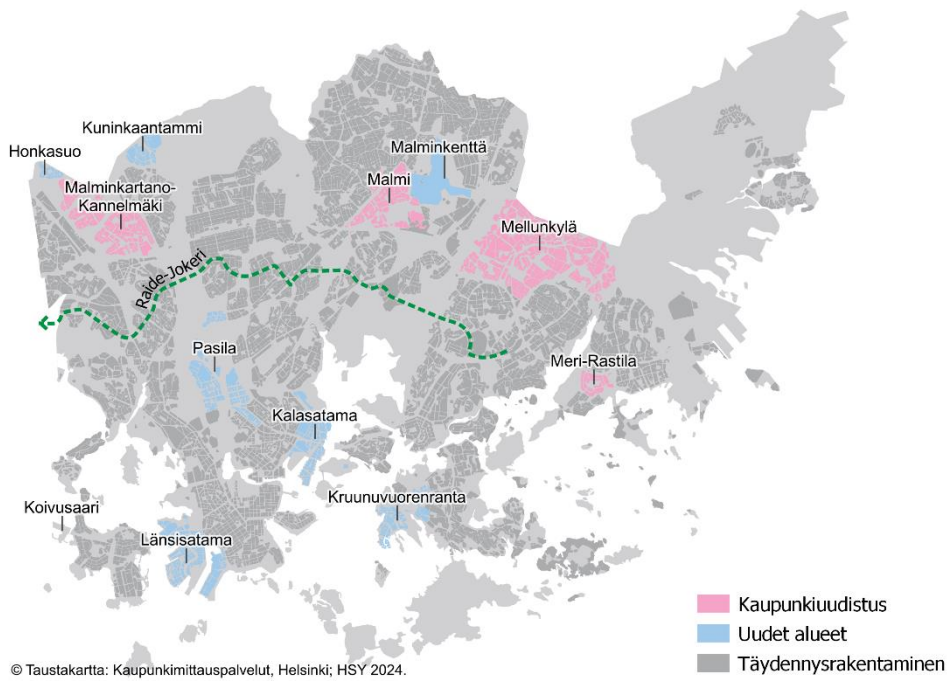 Kuninkaantammi
Honkasuo
Malminkenttä
Malminkartano-
Kannelmäki
Malmi
Mellunkylä
Raide-Jokeri
Pasila
Meri-Rastila
Kalasatama
Koivusaari
Kruunuvuorenranta
Länsisatama
Kaupunkiuudistus
Uudet alueet
Täydennysrakentaminen
© Taustakartta: Kaupunkimittauspalvelut, Helsinki; HSY 2024.